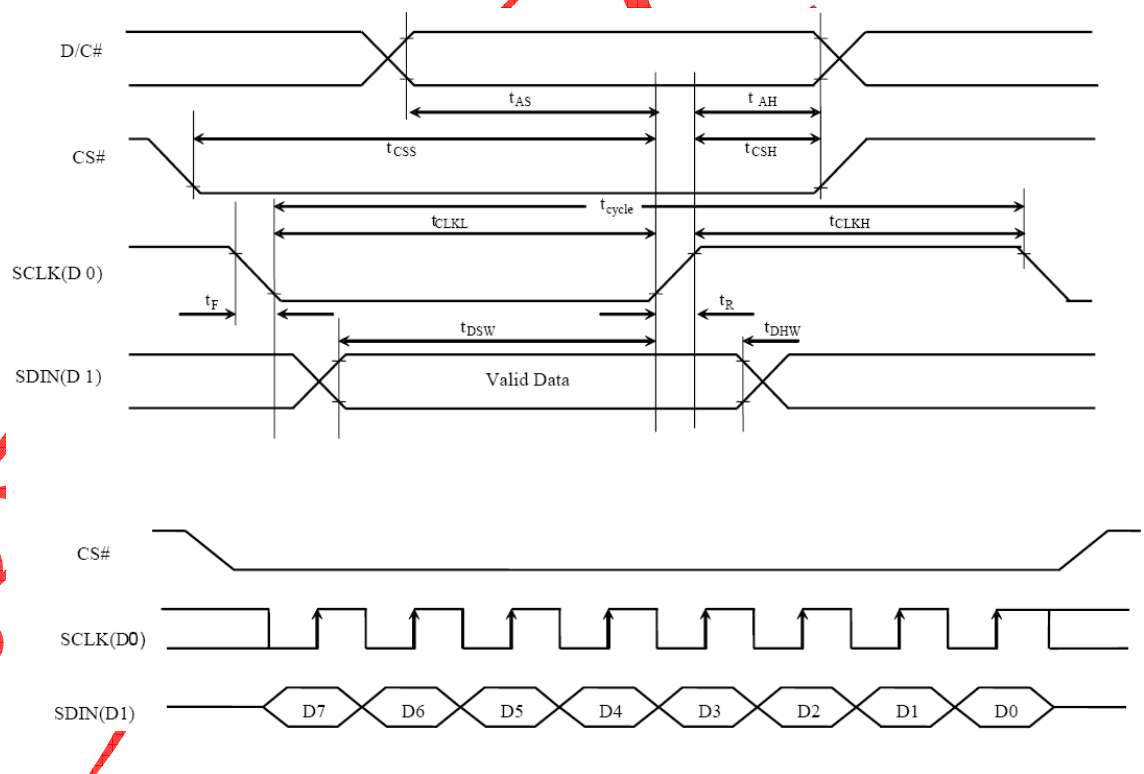 D/C#
tAS
t AH
tCSS
tCSH
CS#
tcycle
tCLKL
tCLKH
SCLK(D 0)
tF
tR
tDSW
tDHW
SDIN(D 1)
Valid Data
CS#
SCLK(D0)
SDIN(D1)
D7 D6 D5 D4 D3 D2 D1 D0